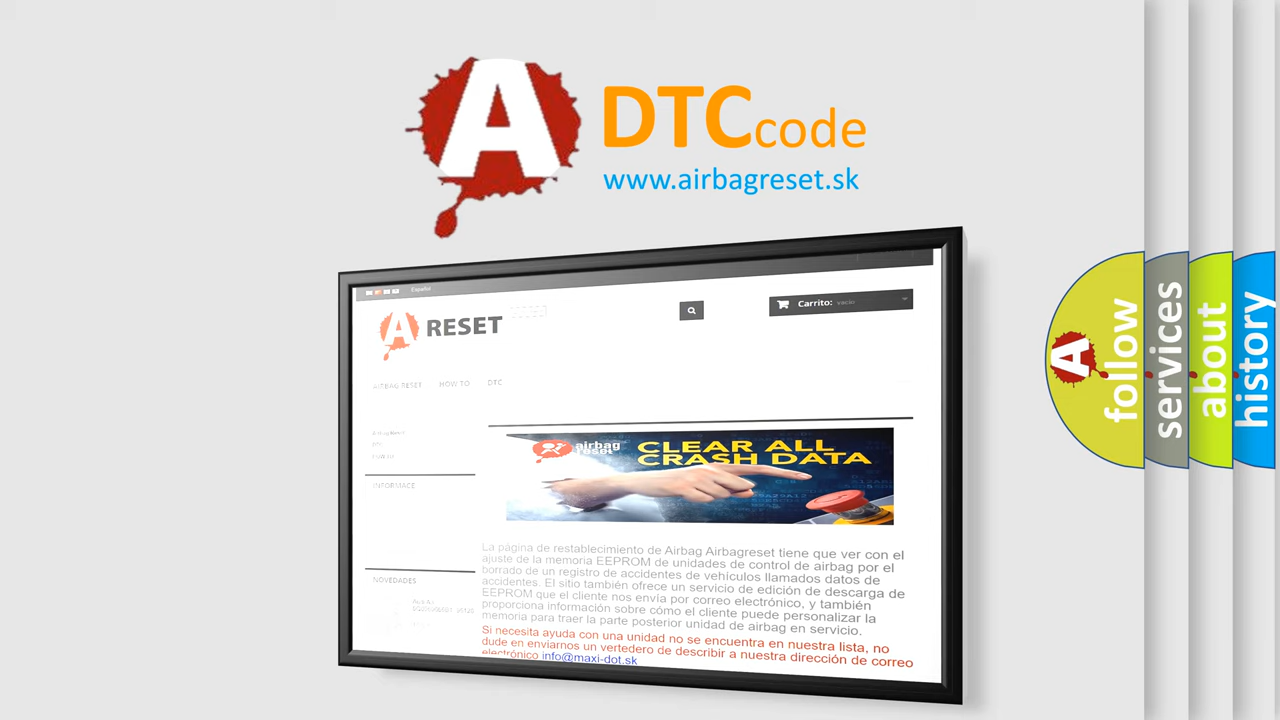 A
DTCcode
www.airbagreset.sk
Español
A RESET
Carrito: vacío
AIRBAG RESET HOW TO DTC
INFORMACE
NOVEDADES
airbag
reset
CLEAR ALL
CRASH DATA
La página de restablecimiento de Airbag Airbagreset tiene que ver con el
ajuste de la memoria EEPROM de unidades de control de airbag por el
borrado de un registro de accidentes de vehículos llamados datos de
accidentes. El sitio también ofrece un servicio de edición de descarga de
EEPROM que el cliente nos envía por correo electrónico, y también
proporciona información sobre cómo el cliente puede personalizar la
memoria para traer la parte posterior unidad de airbag en servicio.
Si necesita ayuda con una unidad no se encuentra en nuestra lista, no
dude en enviarnos un vertedero de describir a nuestra dirección de correo
electrónico info@maxi-dot.sk
A
follow
services
about
history